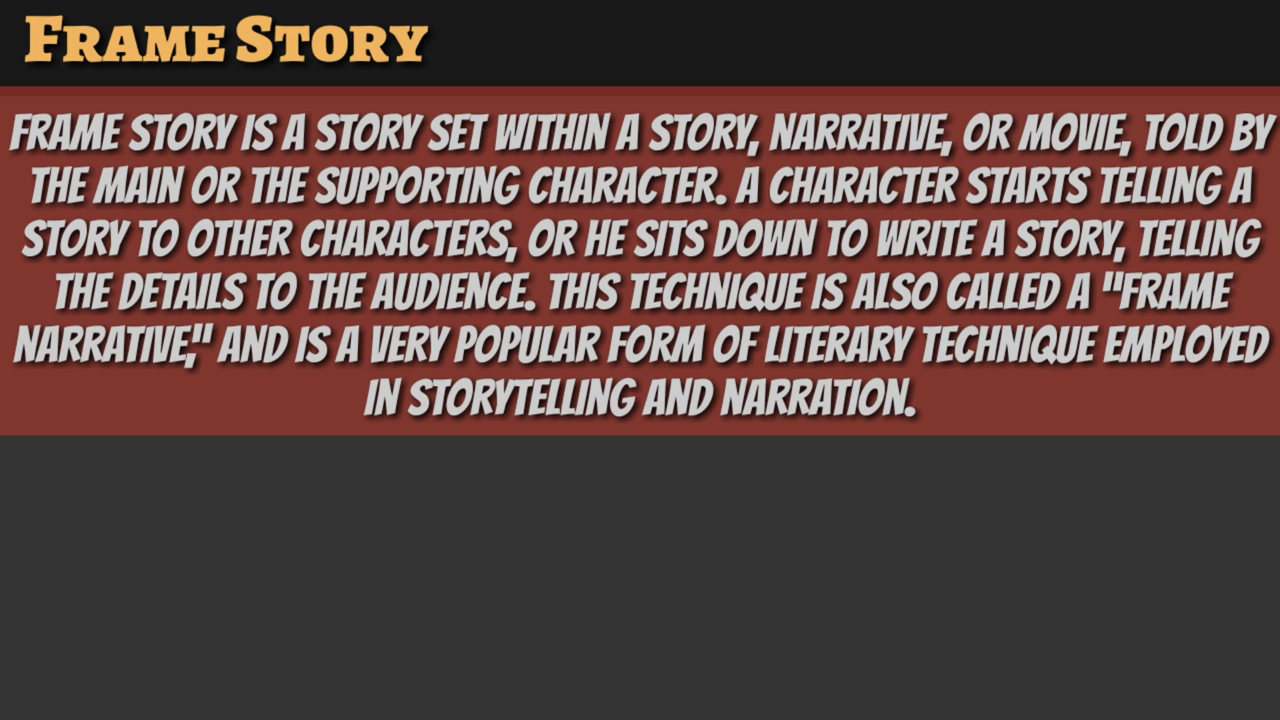 Frame Story
FRAME STORY IS A STORY SET WITHIN A STORY, NARRATIVE, OR MOVIE, TOLD BY
THE MAIN OR THE SUPPORTING CHARACTER. A CHARACTER STARTS TELLING A
STORY TO OTHER CHARACTERS, OR HE SITS DOWN TO WRITE A STORY, TELLING
THE DETAILS TO THE AUDIENCE. THIS TECHNIQUE IS ALSO CALLED A "FRAME
NARRATIVE," AND IS A VERY POPULAR FORM OF LITERARY TECHNIQUE EMPLOYED
IN STORYTELLING AND NARRATION.